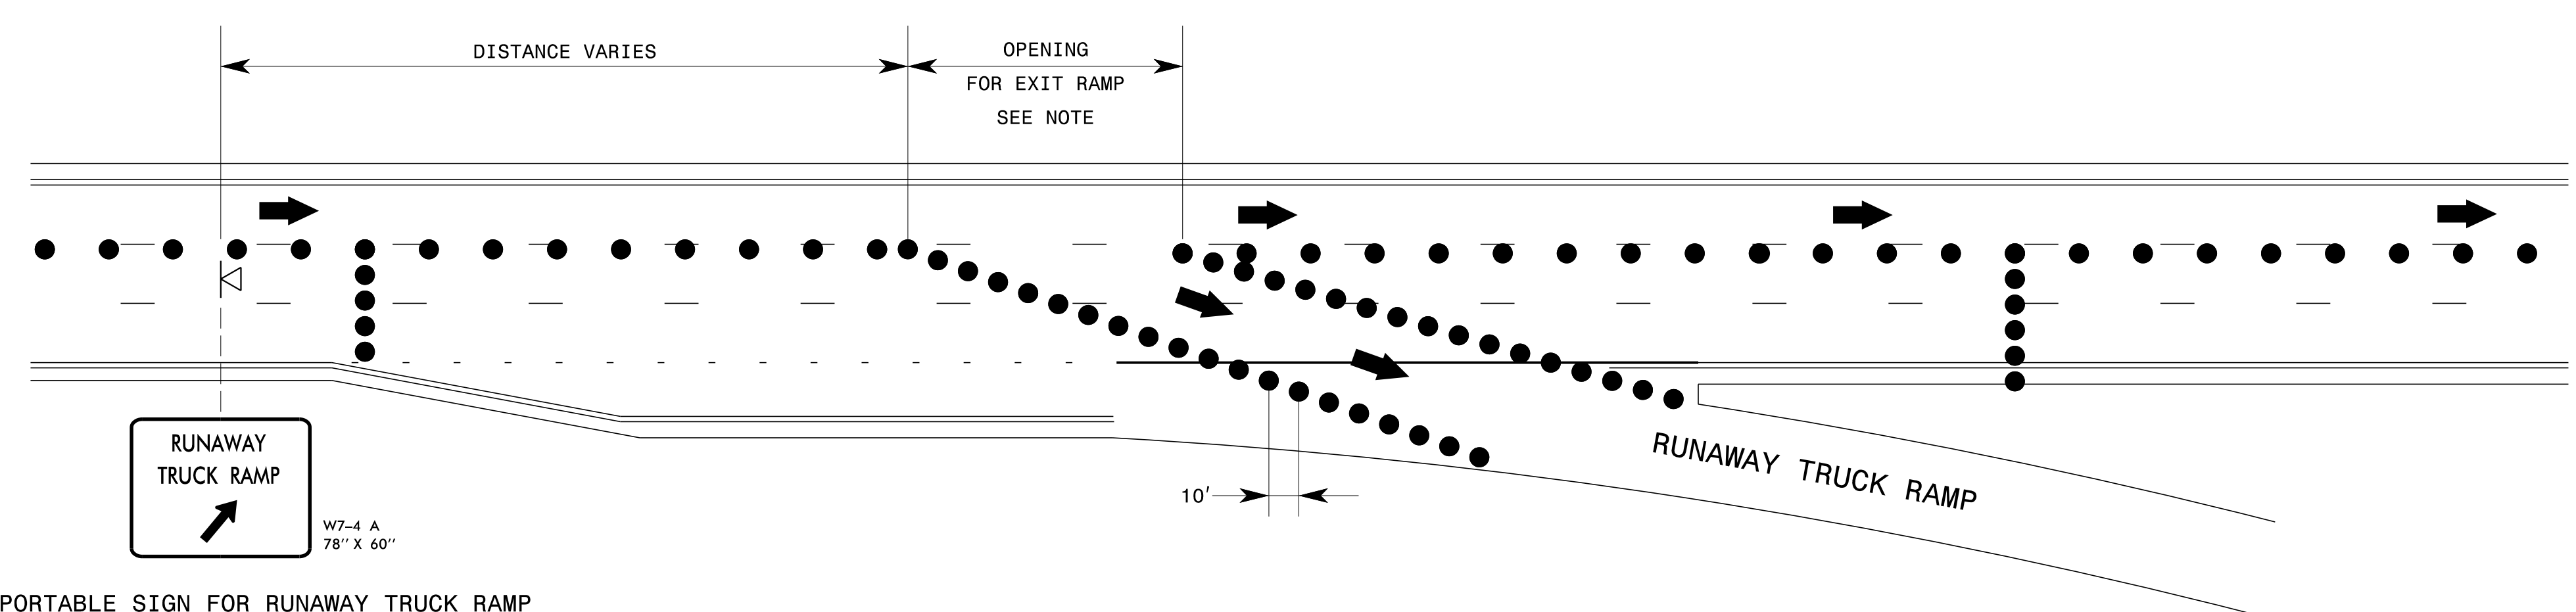 DISTANCE VARIES
OPENING
FOR EXIT RAMP
SEE NOTE
10'
RUNAWAY TRUCK RAMP
RUNAWAY
TRUCK RAMP
W7-4 A
78" X 60"
PORTABLE SIGN FOR RUNAWAY TRUCK RAMP